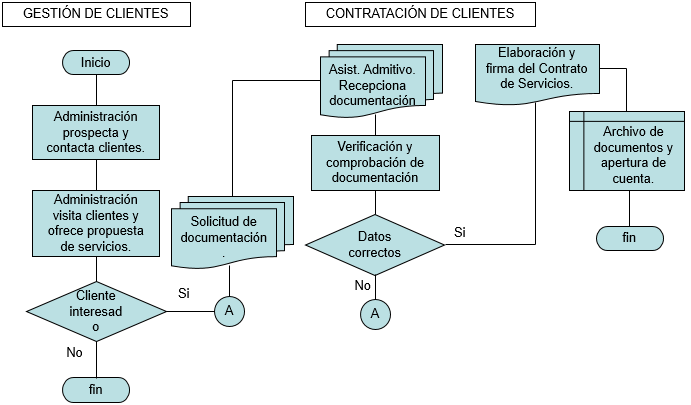 GESTIÓN DE CLIENTES
Inicio
Administración
prospecta y
contacta clientes.
Administración
visita clientes y
ofrece propuesta
de servicios.
Cliente
interesad
o
Si
No
fin
A
Solicitud de
documentación
.
CONTRATACIÓN DE CLIENTES
Asist. Admitivo.
Recepciona
documentación
Verificación y
comprobación de
documentación
Datos
correctos
Si
No
A
Elaboración y
firma del Contrato
de Servicios.
Archivo de
documentos y
apertura de
cuenta.
fin